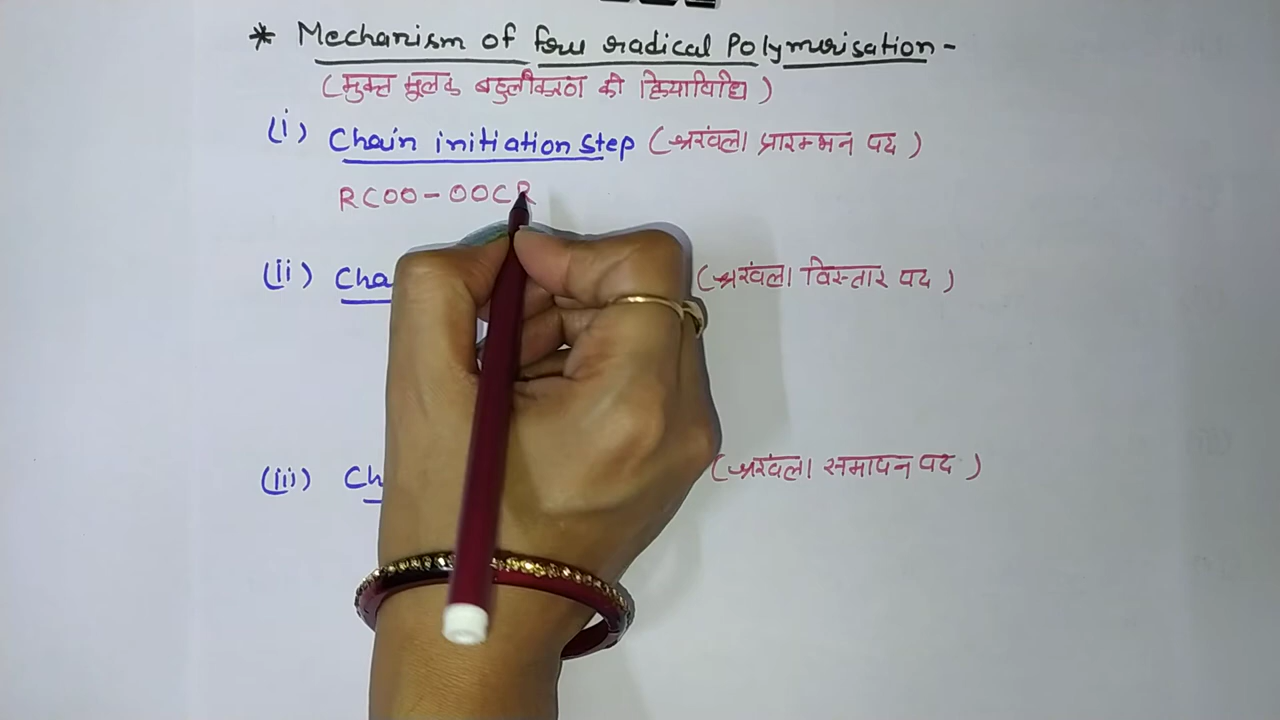 * Mechanism of free radical Polymerisation -
(मुक्त मूलक बहुलीकरण की क्रियाविधि)
(i) Chain initiation step (श्रृंखला प्रारम्भन पद)
RCOO - OOCR
(ii) Cha (श्रृंखला विस्तार पद)
(iii) Ch (श्रृंखला समापन पद)